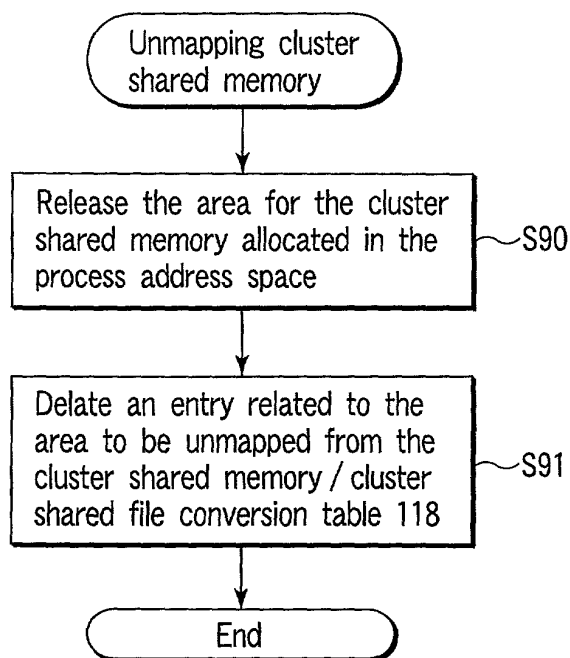 Unmapping cluster
shared memory
Release the area for the cluster
shared memory allocated in the
process address space
S90
Delate an entry related to the
area to be unmapped from the
cluster shared memory / cluster
shared file conversion table 118
S91
End